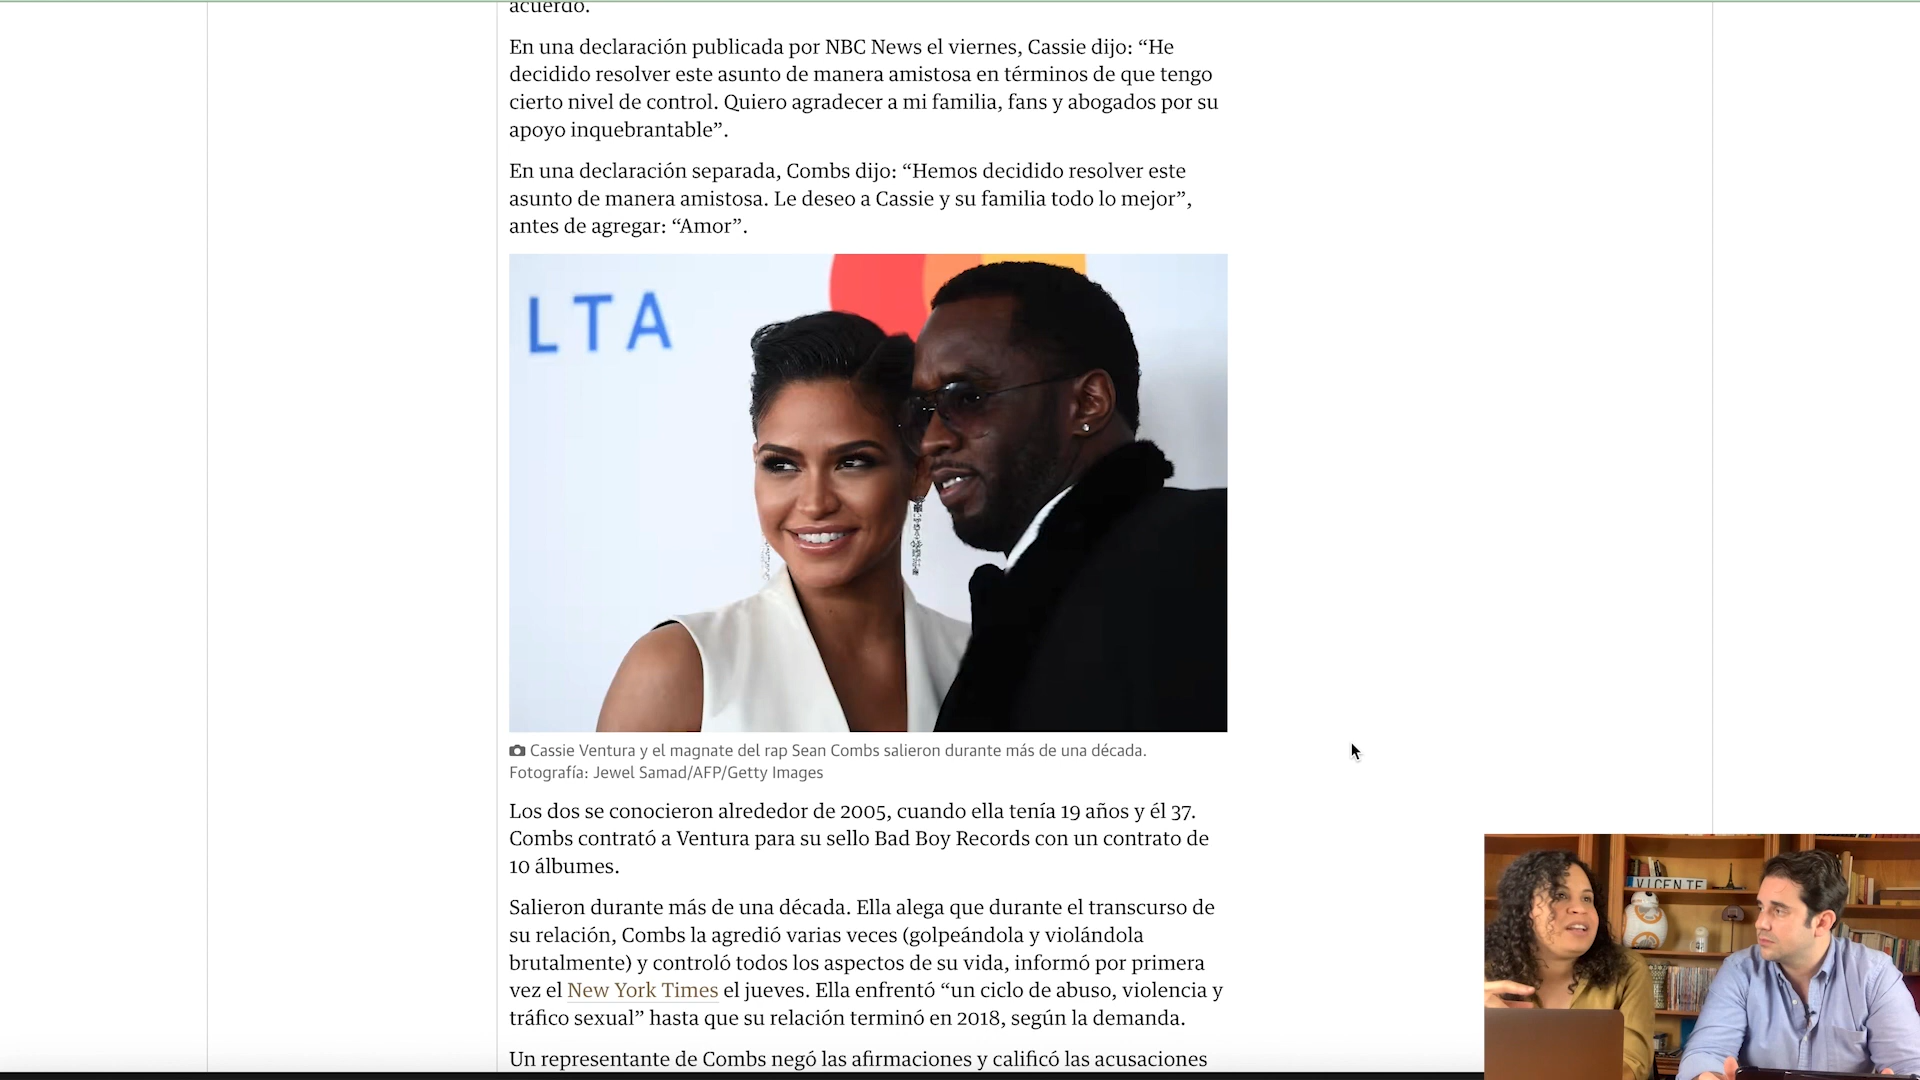 acuerdo.
En una declaración publicada por NBC News el viernes, Cassie dijo: “He
decidido resolver este asunto de manera amistosa en términos de que tengo
cierto nivel de control. Quiero agradecer a mi familia, fans y abogados por su
apoyo inquebrantable”.
En una declaración separada, Combs dijo: “Hemos decidido resolver este
asunto de manera amistosa. Le deseo a Cassie y su familia todo lo mejor”,
antes de agregar: “Amor”.
LTA
Cassie Ventura y el magnate del rap Sean Combs salieron durante más de una década.
Fotografía: Jewel Samad/AFP/Getty Images
Los dos se conocieron alrededor de 2005, cuando ella tenía 19 años y él 37.
Combs contrató a Ventura para su sello Bad Boy Records con un contrato de
10 álbumes.
Salieron durante más de una década. Ella alega que durante el transcurso de
su relación, Combs la agredió varias veces (golpeándola y violándola
brutalmente) y controló todos los aspectos de su vida, informó por primera
vez el New York Times el jueves. Ella enfrentó “un ciclo de abuso, violencia y
tráfico sexual” hasta que su relación terminó en 2018, según la demanda.
Un representante de Combs negó las afirmaciones y calificó las acusaciones
VICENTE